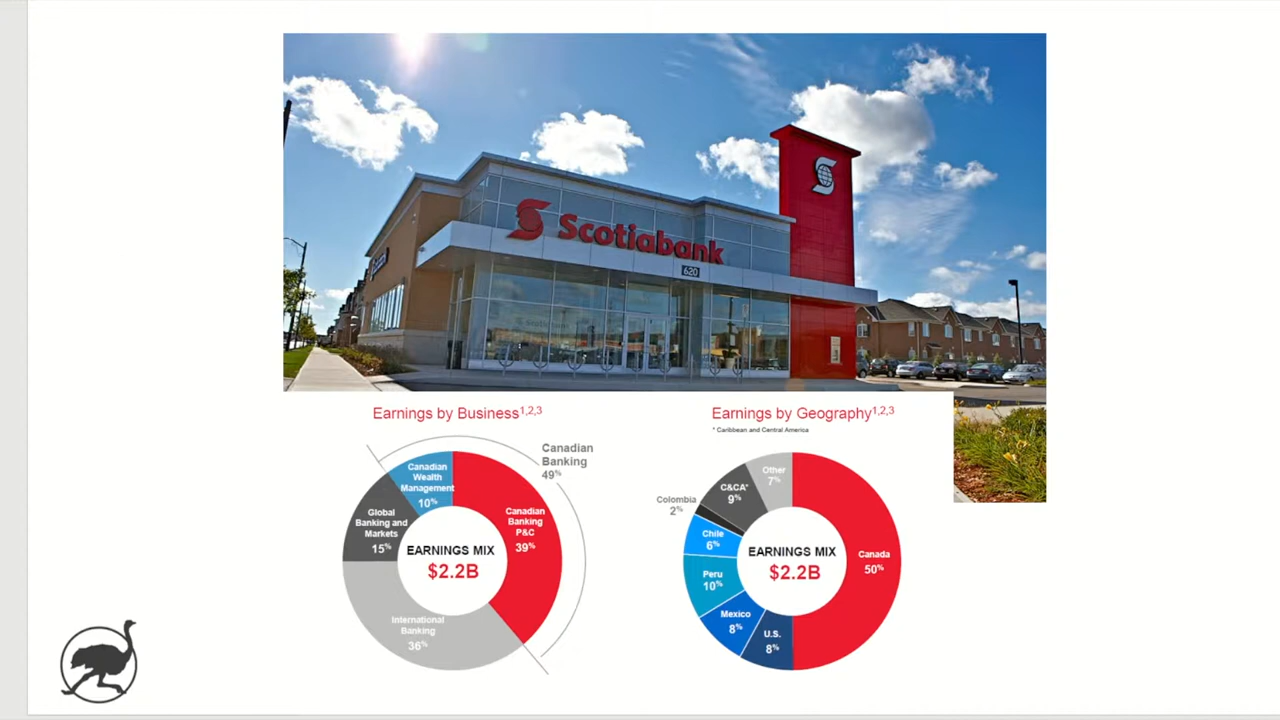 Scotiabank
620
Earnings by Business1,2,3
Canadian
Banking
49%
Canadian
Wealth
Management
10%
Canadian
Banking
P&C
39%
Global
Banking and
Markets
15%
EARNINGS MIX
$2.2B
International
Banking
36%
Earnings by Geography1,2,3
* Caribbean and Central America
Other
7%
C&CA*
9%
Colombia
2%
Chile
6%
EARNINGS MIX
$2.2B
Canada
50%
Peru
10%
Mexico
8%
U.S.
8%